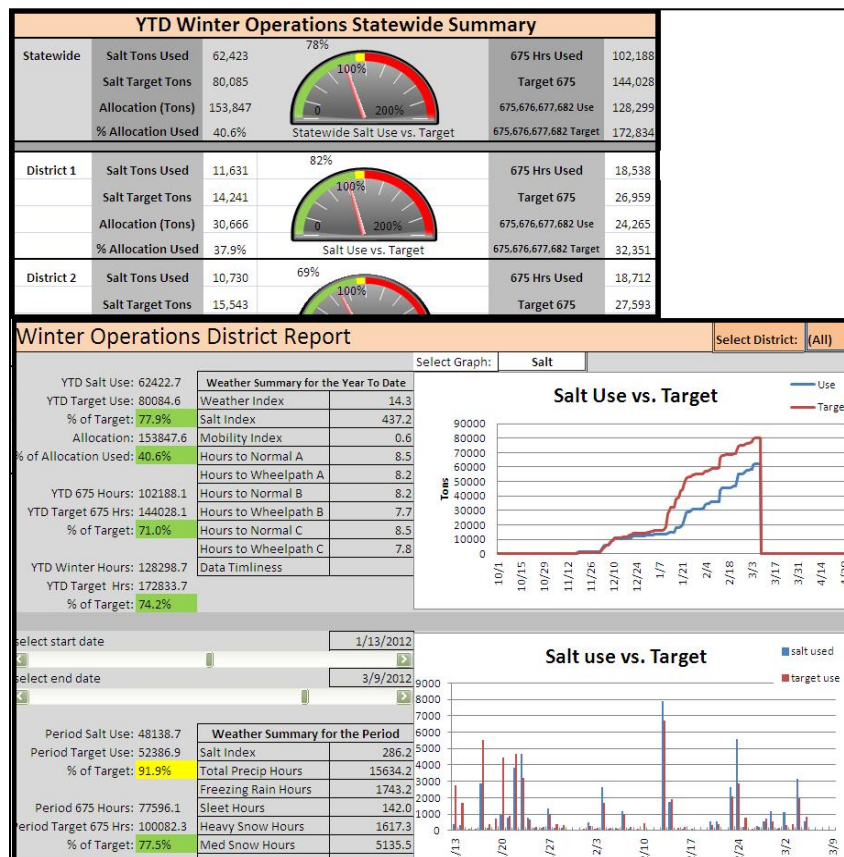 YTD Winter Operations Statewide Summary
Statewide Salt Tons Used 62,423 78% 675 Hrs Used 102,188
Salt Target Tons 80,085 100% Target 675 144,028
Allocation (Tons) 153,847 0 200% 675,676,677,682 Use 128,299
% Allocation Used 40.6% Statewide Salt Use vs. Target 675,676,677,682 Target 172,834
District 1 Salt Tons Used 11,631 82% 675 Hrs Used 18,538
Salt Target Tons 14,241 100% Target 675 26,959
Allocation (Tons) 30,666 0 200% 675,676,677,682 Use 24,265
% Allocation Used 37.9% Salt Use vs. Target 675,676,677,682 Target 32,351
District 2 Salt Tons Used 10,730 69% 675 Hrs Used 18,712
Salt Target Tons 15,543 100% Target 675 27,593
Winter Operations District Report Select District: (All)
Select Graph: Salt
YTD Salt Use: 62422.7 Weather Summary for the Year To Date
YTD Target Use: 80084.6 Weather Index 14.3
% of Target: 77.9% Salt Index 437.2
Allocation: 153847.6 Mobility Index 0.6
% of Allocation Used: 40.6% Hours to Normal A 8.5
Hours to Wheelpath A 8.2
YTD 675 Hours: 102188.1 Hours to Normal B 8.2
YTD Target 675 Hrs: 144028.1 Hours to Wheelpath B 7.7
% of Target: 71.0% Hours to Normal C 8.5
Hours to Wheelpath C 7.8
YTD Winter Hours: 128298.7 Data Timliness
YTD Target Hrs: 172833.7
% of Target: 74.2%
Salt Use vs. Target
Use
Targe
90000
80000
70000
60000
50000
40000
30000
20000
10000
0
Tons
10/1 10/15 10/29 11/12 11/26 12/10 12/24 1/7 1/21 2/4 2/18 3/3 3/17 3/31 4/14
select start date 1/13/2012
select end date 3/9/2012
Period Salt Use: 48138.7 Weather Summary for the Period
Period Target Use: 52386.9 Salt Index 286.2
% of Target: 91.9% Total Precip Hours 15634.2
Freezing Rain Hours 1743.2
Period 675 Hours: 77596.1 Sleet Hours 142.0
Period Target 675 Hrs: 100082.3 Heavy Snow Hours 1617.3
% of Target: 77.5% Med Snow Hours 5135.5
Salt use vs. Target
salt used
target use
9000
8000
7000
6000
5000
4000
3000
2000
1000
0
/13 /20 /27 2/3 /10 /17 /24 3/2 3/9